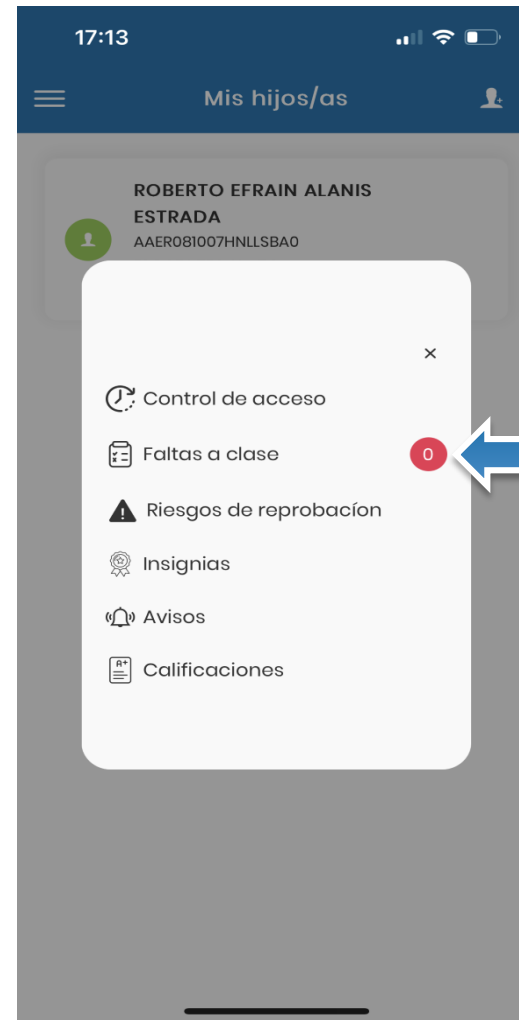 17:13
Mis hijos/as
ROBERTO EFRAIN ALANIS
ESTRADA
AAER081007HNLLSBA0
×
Control de acceso
Faltas a clase 0
Riesgos de reprobacíon
Insignias
Avisos
A+
Calificaciones